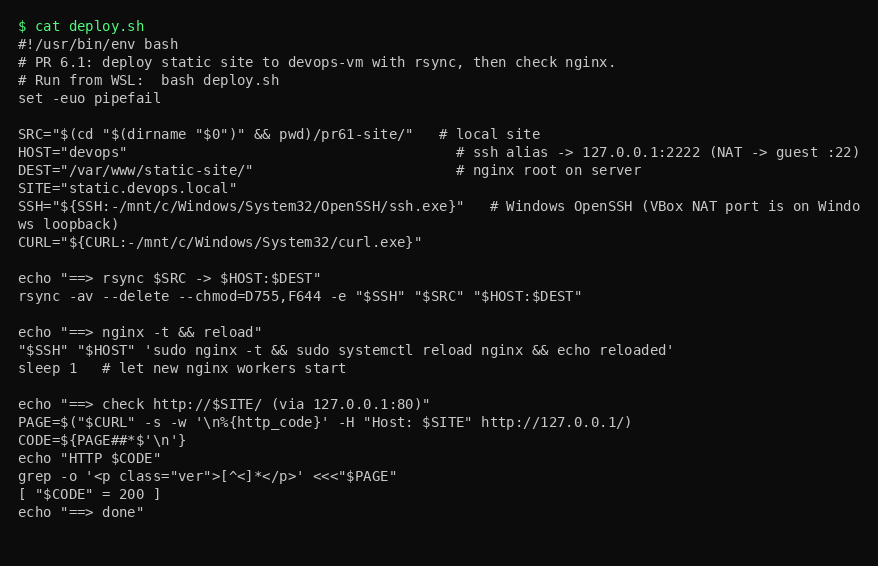 $ cat deploy.sh
#!/usr/bin/env bash
# PR 6.1: deploy static site to devops-vm with rsync, then check nginx.
# Run from WSL:  bash deploy.sh
set -euo pipefail

SRC="$(cd "$(dirname "$0")" && pwd)/pr61-site/"   # local site
HOST="devops"                                       # ssh alias -> 127.0.0.1:2222 (NAT -> guest :22)
DEST="/var/www/static-site/"                        # nginx root on server
SITE="static.devops.local"
SSH="${SSH:-/mnt/c/Windows/System32/OpenSSH/ssh.exe}"   # Windows OpenSSH (VBox NAT port is on Windo
ws loopback)
CURL="${CURL:-/mnt/c/Windows/System32/curl.exe}"

echo "==> rsync $SRC -> $HOST:$DEST"
rsync -av --delete --chmod=D755,F644 -e "$SSH" "$SRC" "$HOST:$DEST"

echo "==> nginx -t && reload"
"$SSH" "$HOST" 'sudo nginx -t && sudo systemctl reload nginx && echo reloaded'
sleep 1   # let new nginx workers start

echo "==> check http://$SITE/ (via 127.0.0.1:80)"
PAGE=$("$CURL" -s -w '\n%{http_code}' -H "Host: $SITE" http://127.0.0.1/)
CODE=${PAGE##*$'\n'}
echo "HTTP $CODE"
grep -o '<p class="ver">[^<]*</p>' <<<"$PAGE"
[ "$CODE" = 200 ]
echo "==> done"